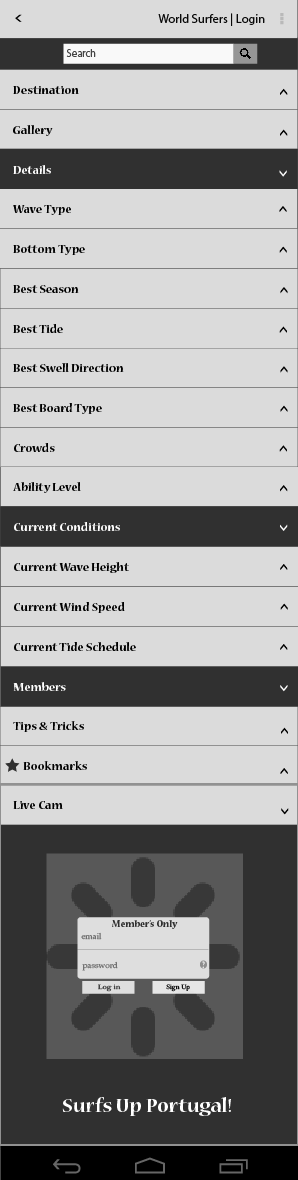 World Surfers | Login
Search
Destination
Gallery
Details
Wave Type
Bottom Type
Best Season
Best Tide
Best Swell Direction
Best Board Type
Crowds
Ability Level
Current Conditions
Current Wave Height
Current Wind Speed
Current Tide Schedule
Members
Tips & Tricks
Bookmarks
Live Cam
Member's Only
email
password
Log in Sign Up
Surfs Up Portugal!